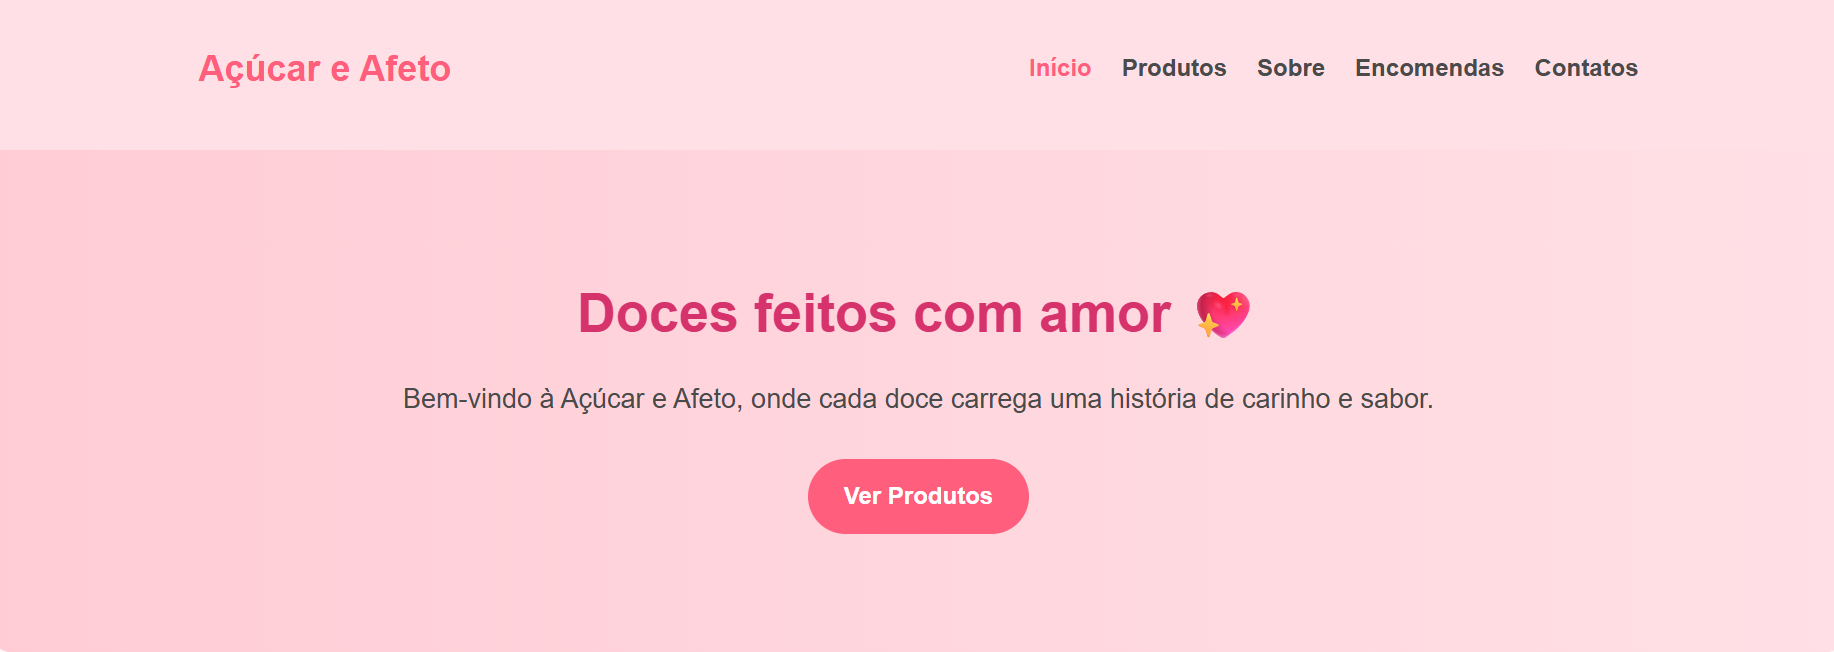 Açúcar e Afeto
Início Produtos Sobre Encomendas Contatos
Doces feitos com amor 💖
Bem-vindo à Açúcar e Afeto, onde cada doce carrega uma história de carinho e sabor.
Ver Produtos